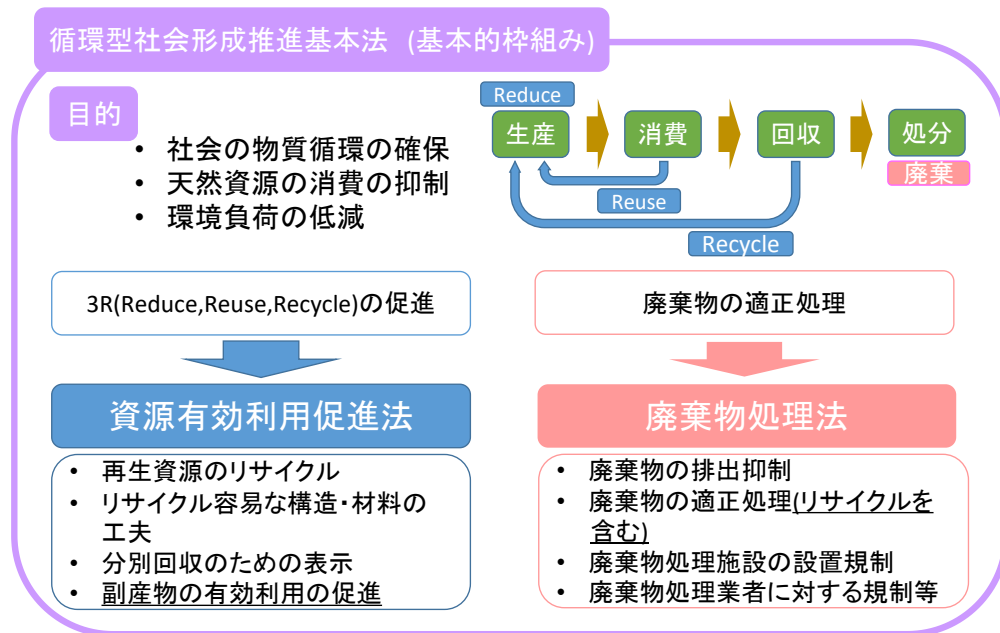 循環型社会形成推進基本法 (基本的枠組み)
目的
• 社会の物質循環の確保
• 天然資源の消費の抑制
• 環境負荷の低減
Reduce
生産
消費
回収
処分
廃棄
Reuse
Recycle
3R(Reduce,Reuse,Recycle)の促進
資源有効利用促進法
• 再生資源のリサイクル
• リサイクル容易な構造・材料の
工夫
• 分別回収のための表示
• 副産物の有効利用の促進
廃棄物の適正処理
廃棄物処理法
• 廃棄物の排出抑制
• 廃棄物の適正処理(リサイクルを
含む)
• 廃棄物処理施設の設置規制
• 廃棄物処理業者に対する規制等